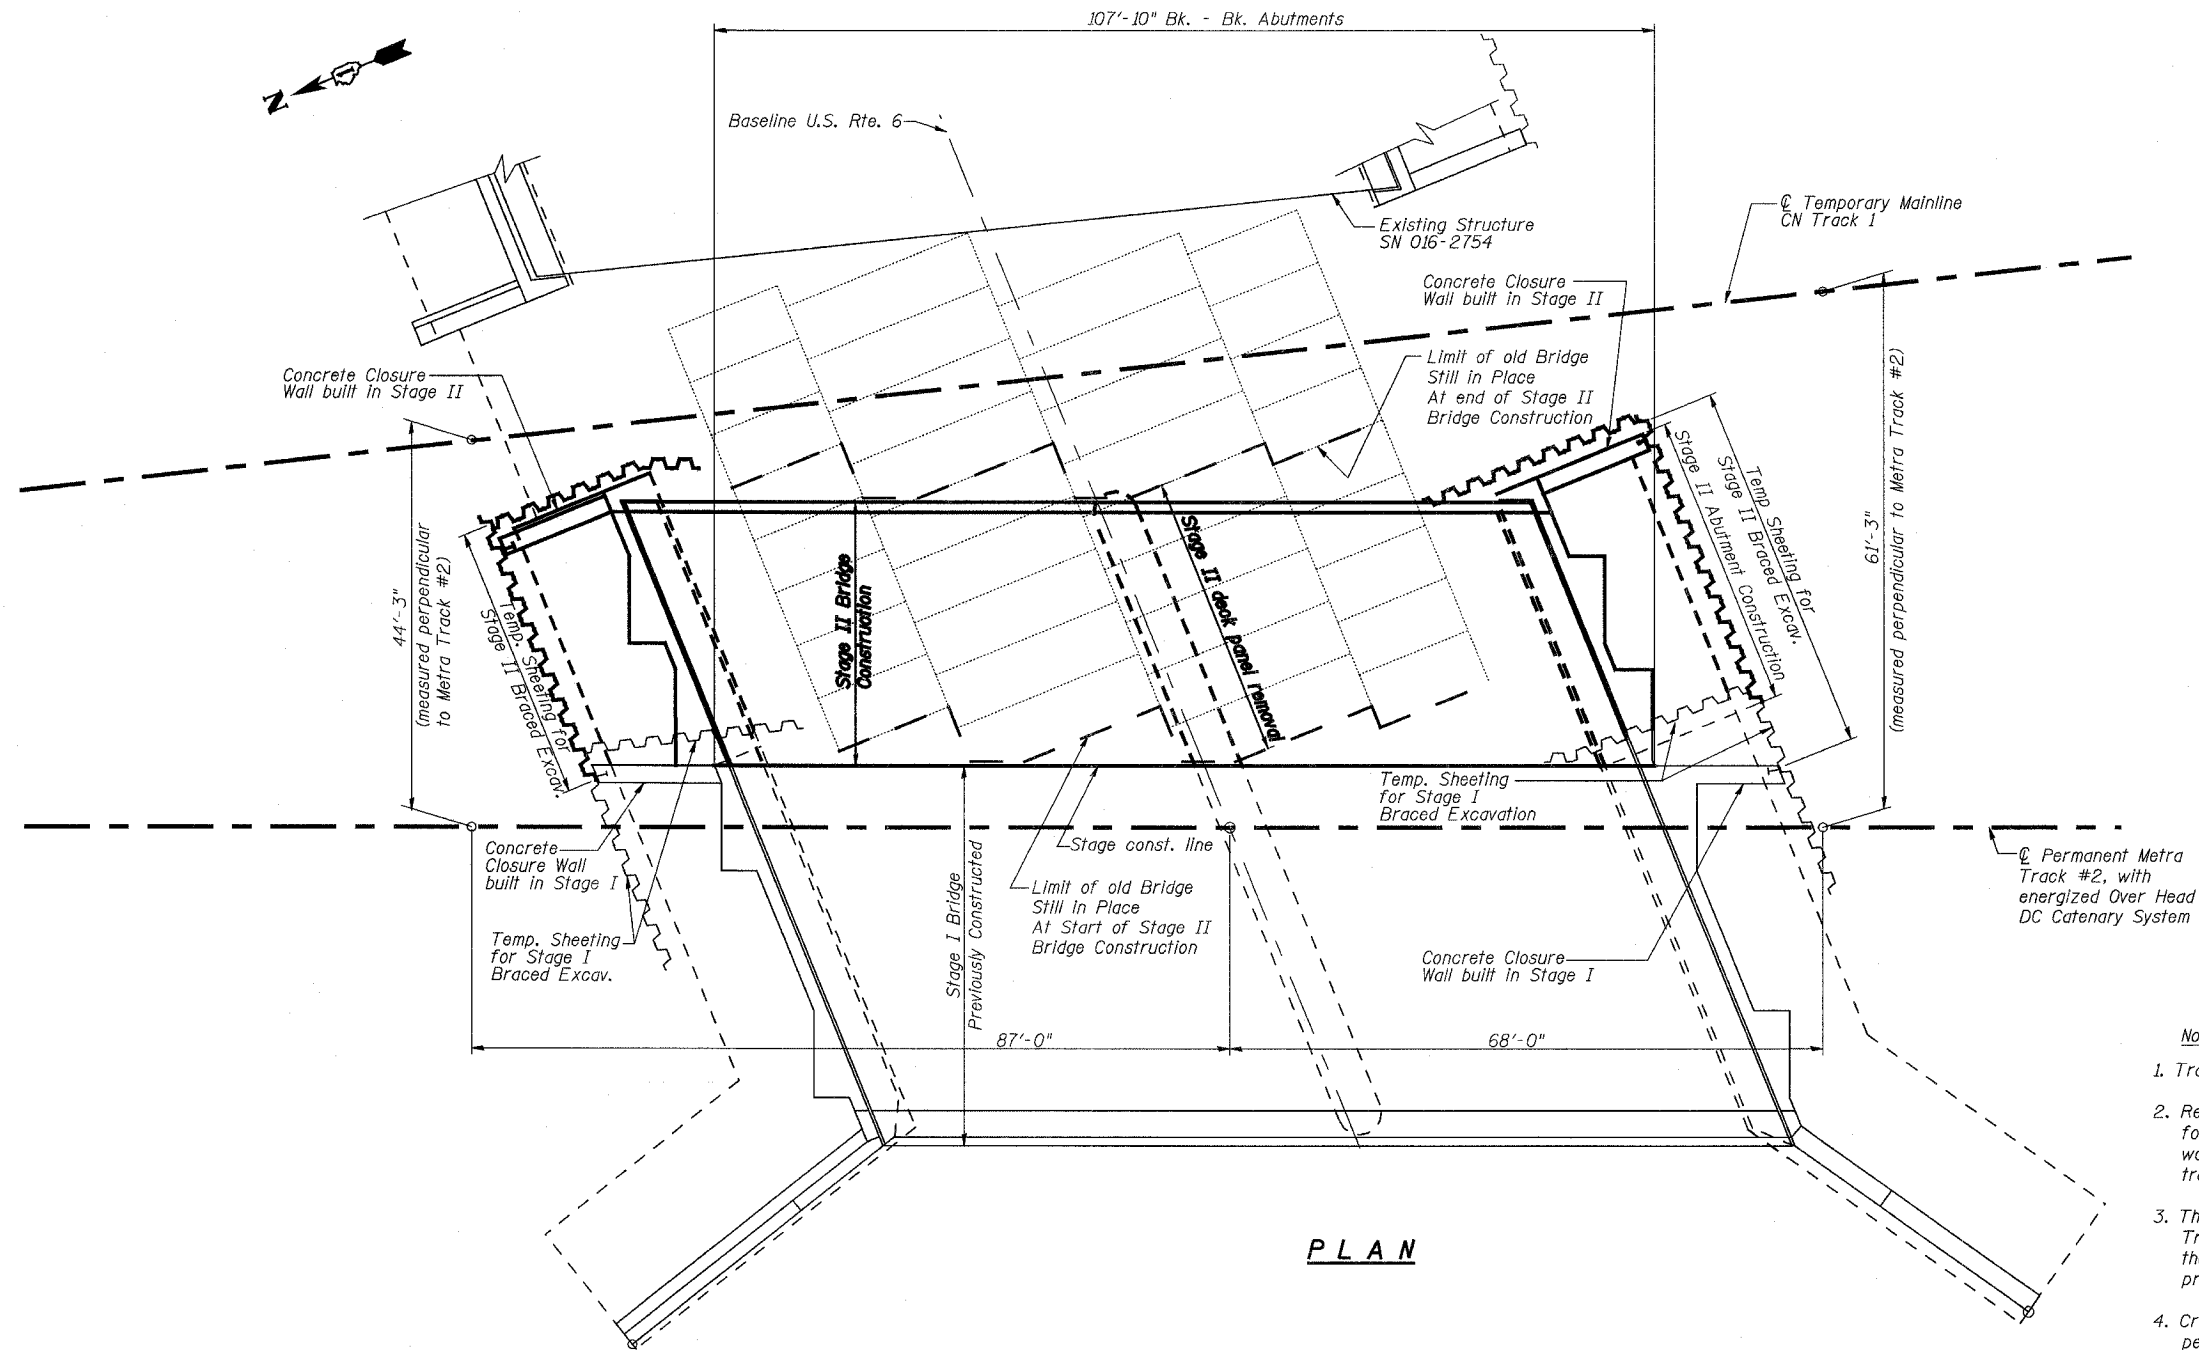 107'-10" Bk. - Bk. Abutments
N
Baseline U.S. Rte. 6
℄ Temporary Mainline
CN Track 1
Existing Structure
SN 016-2754
Concrete Closure
Wall built in Stage II
Limit of old Bridge
Still in Place
At end of Stage II
Bridge Construction
Concrete Closure
Wall built in Stage II
44'-3"
(measured perpendicular
to Metra Track #2)
61'-3"
(measured perpendicular to Metra Track #2)
Temp Sheeting for
Stage II Braced Excav.
Stage II Abutment Construction
Stage II Bridge
Construction
Stage II deck panel removal
Temp. Sheeting for
Stage II Braced Excav.
Temp. Sheeting
for Stage I
Braced Excavation
Concrete
Closure Wall
built in Stage I
Stage const. line
℄ Permanent Metra
Track #2, with
energized Over Head
DC Catenary System
Limit of old Bridge
Still in Place
At Start of Stage II
Bridge Construction
Stage I Bridge
Previously Constructed
Temp. Sheeting
for Stage I
Braced Excav.
Concrete Closure
Wall built in Stage I
87'-0"
68'-0"
No
1. Tra
2. Re
fo
wo
tra
3. Th
Tr
the
pr
4. Cr
pe
PLAN